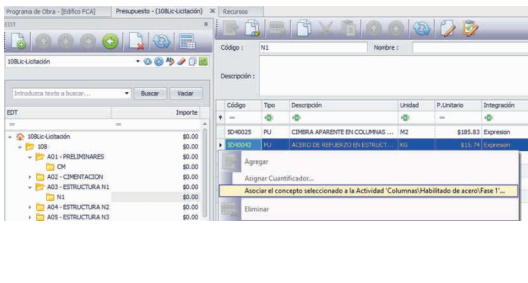 Programa de Obra - [Edifico FCA] Presupuesto - (108Lic-Licitación) Recursos
EDT
108Lic-Licitación
Introduzca texto a buscar... Buscar Vaciar
EDT Importe
108Lic-Licitación $0.00
108 $0.00
A01 - PRELIMINARES $0.00
CM $0.00
A02 - CIMENTACION $0.00
A03 - ESTRUCTURA N1 $0.00
N1 $0.00
A04 - ESTRUCTURA N2 $0.00
A05 - ESTRUCTURA N3 $0.00
Código : N1 Nombre :
Descripción :
Código Tipo Descripción Unidad P.Unitario Integración
SD40025 PU CIMBRA APARENTE EN COLUMNAS ... M2 $185.83 Expresion
SD40042 PU ACERO DE REFUERZO EN ESTRUCT... KG $15.74 Expresion
Agregar
Asignar Cuantificador...
Asociar el concepto seleccionado a la Actividad 'Columnas\Habilitado de acero\Fase 1'...
Eliminar